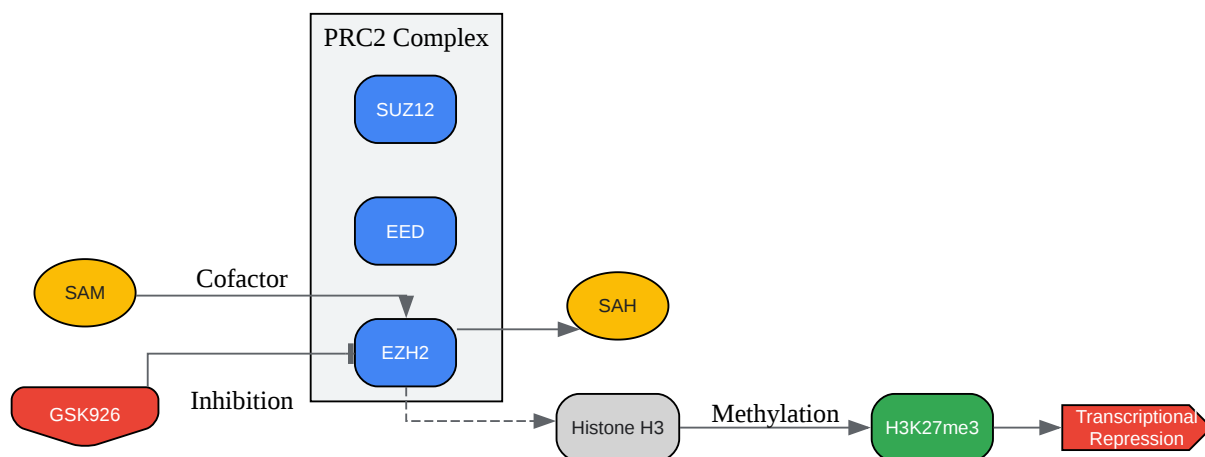 PRC2 Complex
SUZ12
EED
Cofactor
SAM
SAH
EZH2
Inhibition
GSK926
Histone H3
Methylation
H3K27me3
Transcriptional
Repression